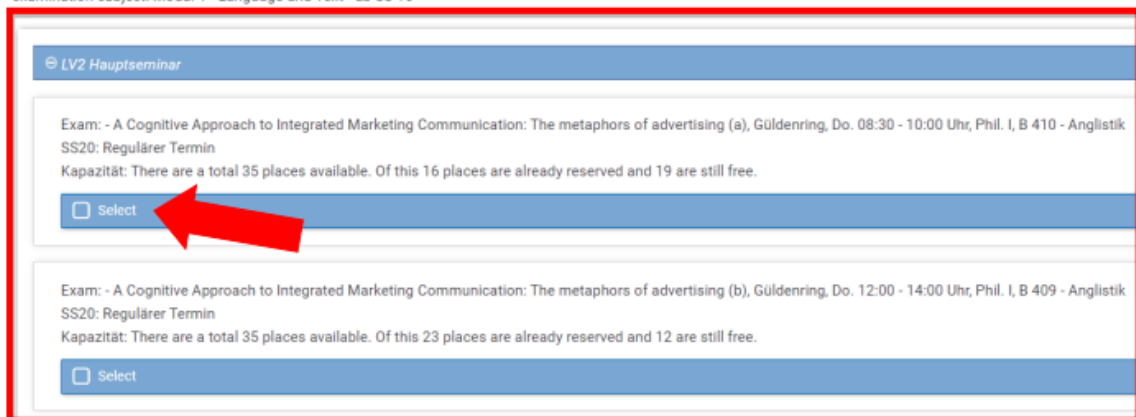 LV2 Hauptseminar
Exam: - A Cognitive Approach to Integrated Marketing Communication: The metaphors of advertising (a), Güldenring, Do. 08:30 - 10:00 Uhr, Phil. I, B 410 - Anglistik
SS20: Regulärer Termin
Kapazität: There are a total 35 places available. Of this 16 places are already reserved and 19 are still free.
Select
Exam: - A Cognitive Approach to Integrated Marketing Communication: The metaphors of advertising (b), Güldenring, Do. 12:00 - 14:00 Uhr, Phil. I, B 409 - Anglistik
SS20: Regulärer Termin
Kapazität: There are a total 35 places available. Of this 23 places are already reserved and 12 are still free.
Select